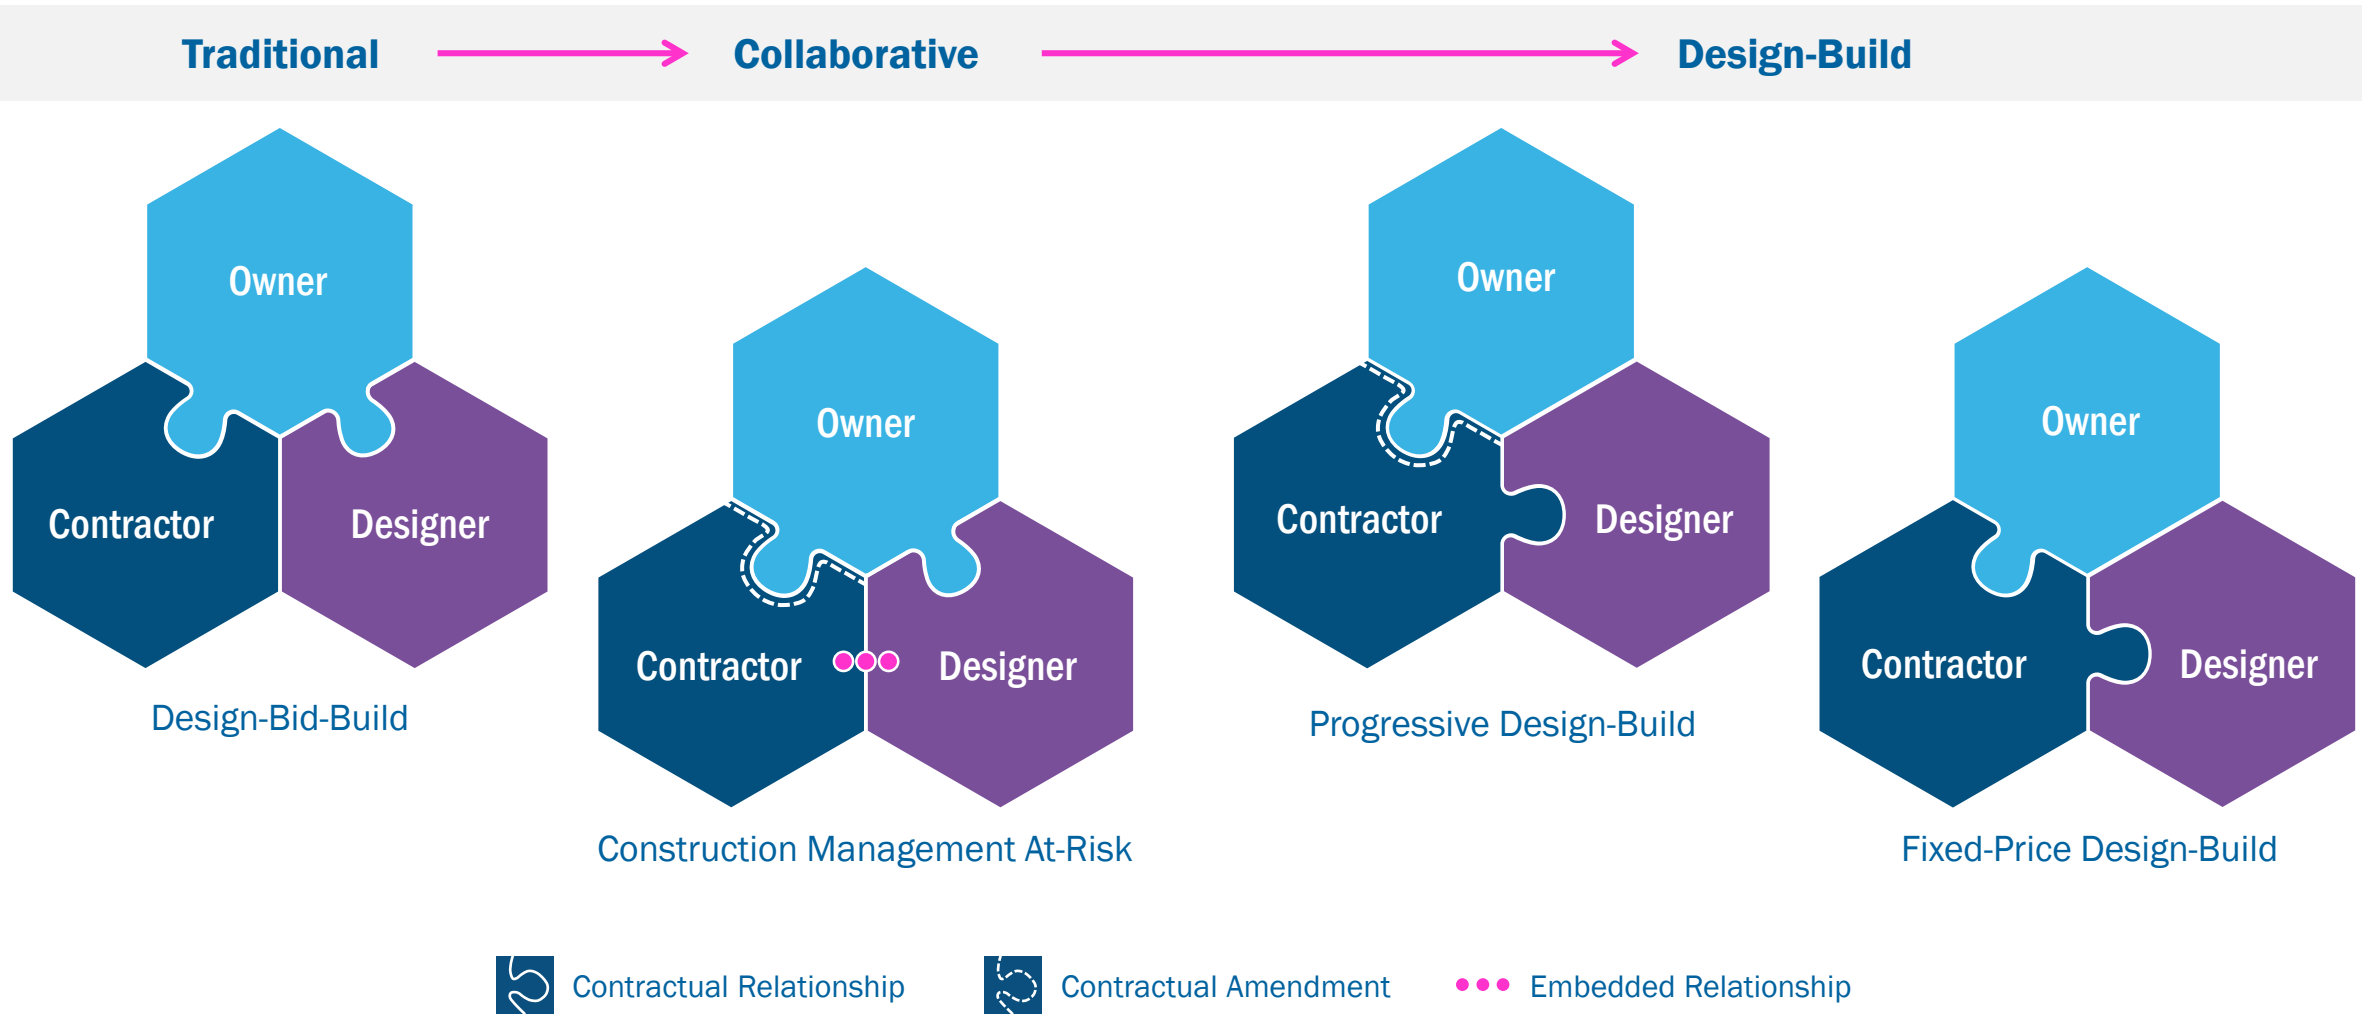 Traditional
Collaborative
Design-Build
Owner
Contractor
Designer
Design-Bid-Build
Owner
Contractor
Designer
Construction Management At-Risk
Owner
Contractor
Designer
Progressive Design-Build
Owner
Contractor
Designer
Fixed-Price Design-Build
Contractual Relationship
Contractual Amendment
Embedded Relationship